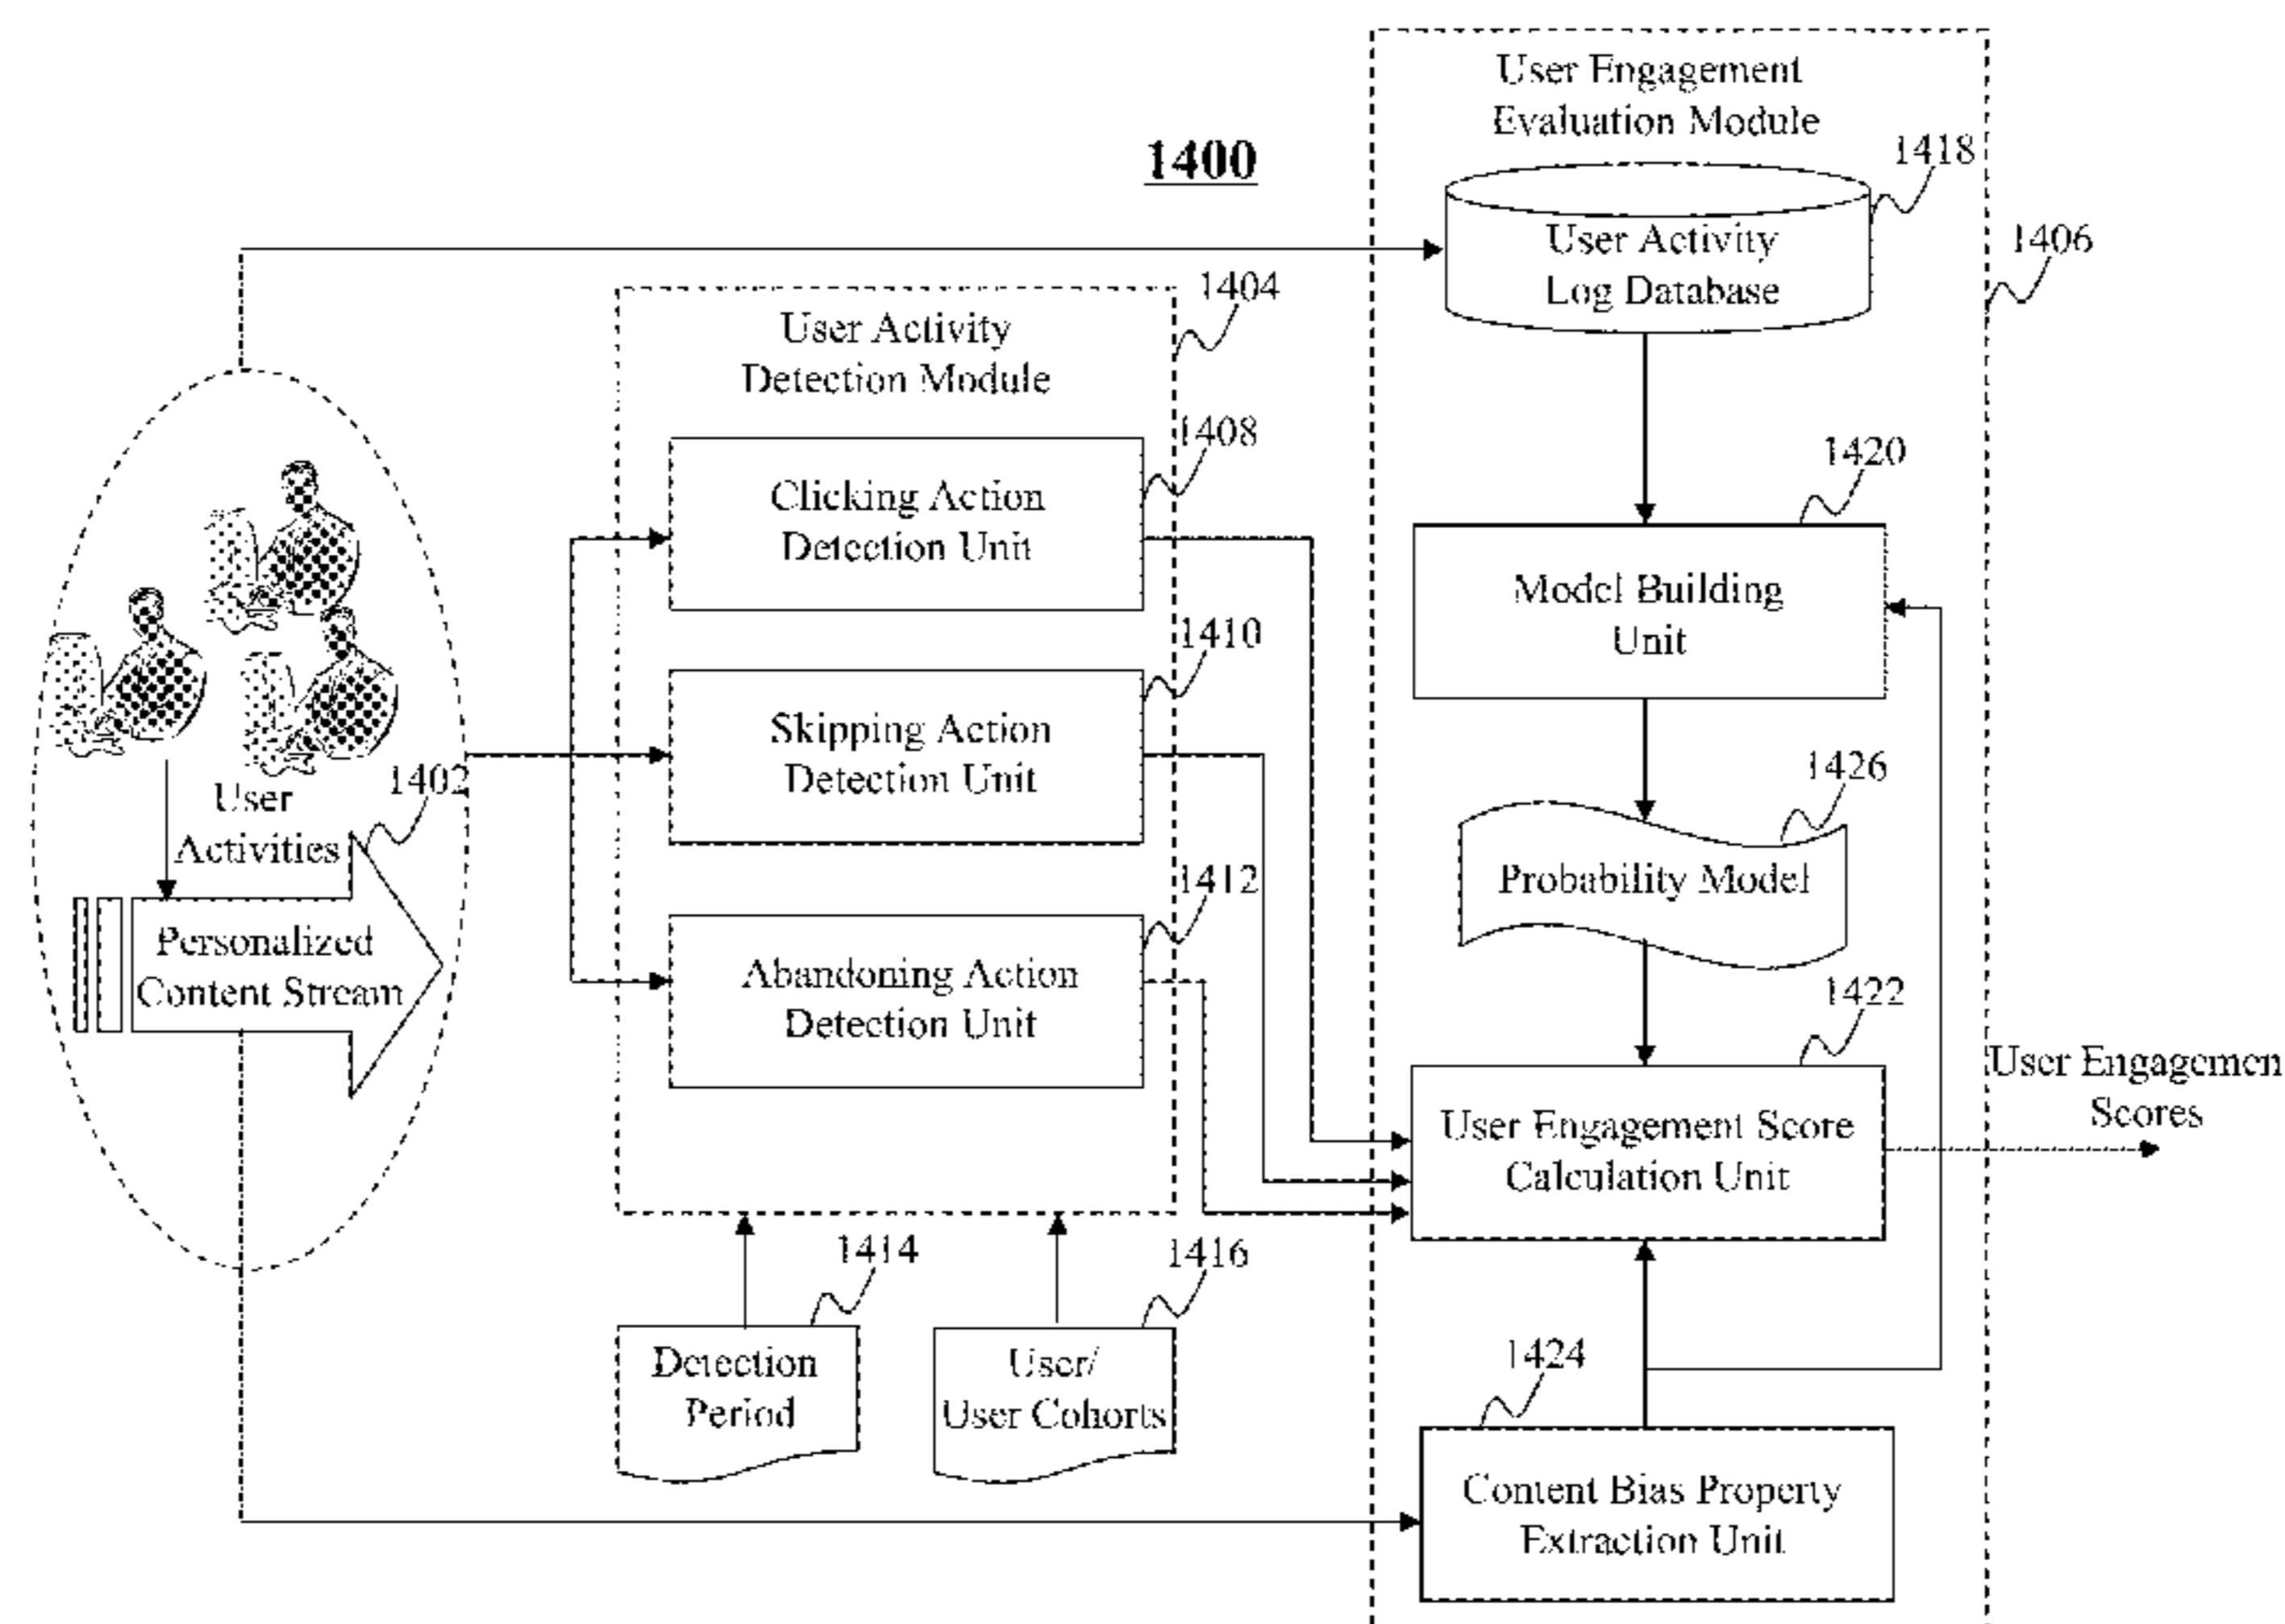 User Engagement
Evaluation Module
1400
1418
User Activity
Log Database
1406
1404
User Activity
Detection Module
1408
Clicking Action
Detection Unit
1420
Model Building
Unit
1410
Skipping Action
Detection Unit
1402
User
Activities
1426
Probability Model
1412
Personalized
Content Stream
Abandoning Action
Detection Unit
1422
User Engagement Score
Calculation Unit
User Engagemen
Scores
1414
1416
Detection
Period
User/
User Cohorts
1424
Content Bias Property
Extraction Unit